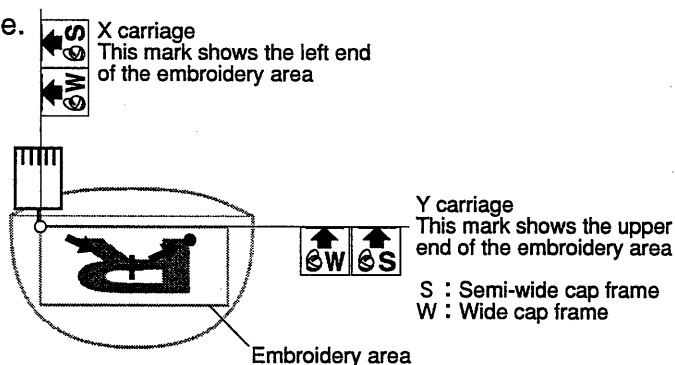 e.
S
W
X carriage
This mark shows the left end
of the embroidery area
Y carriage
This mark shows the upper
end of the embroidery area
W
S
S : Semi-wide cap frame
W : Wide cap frame
Embroidery area